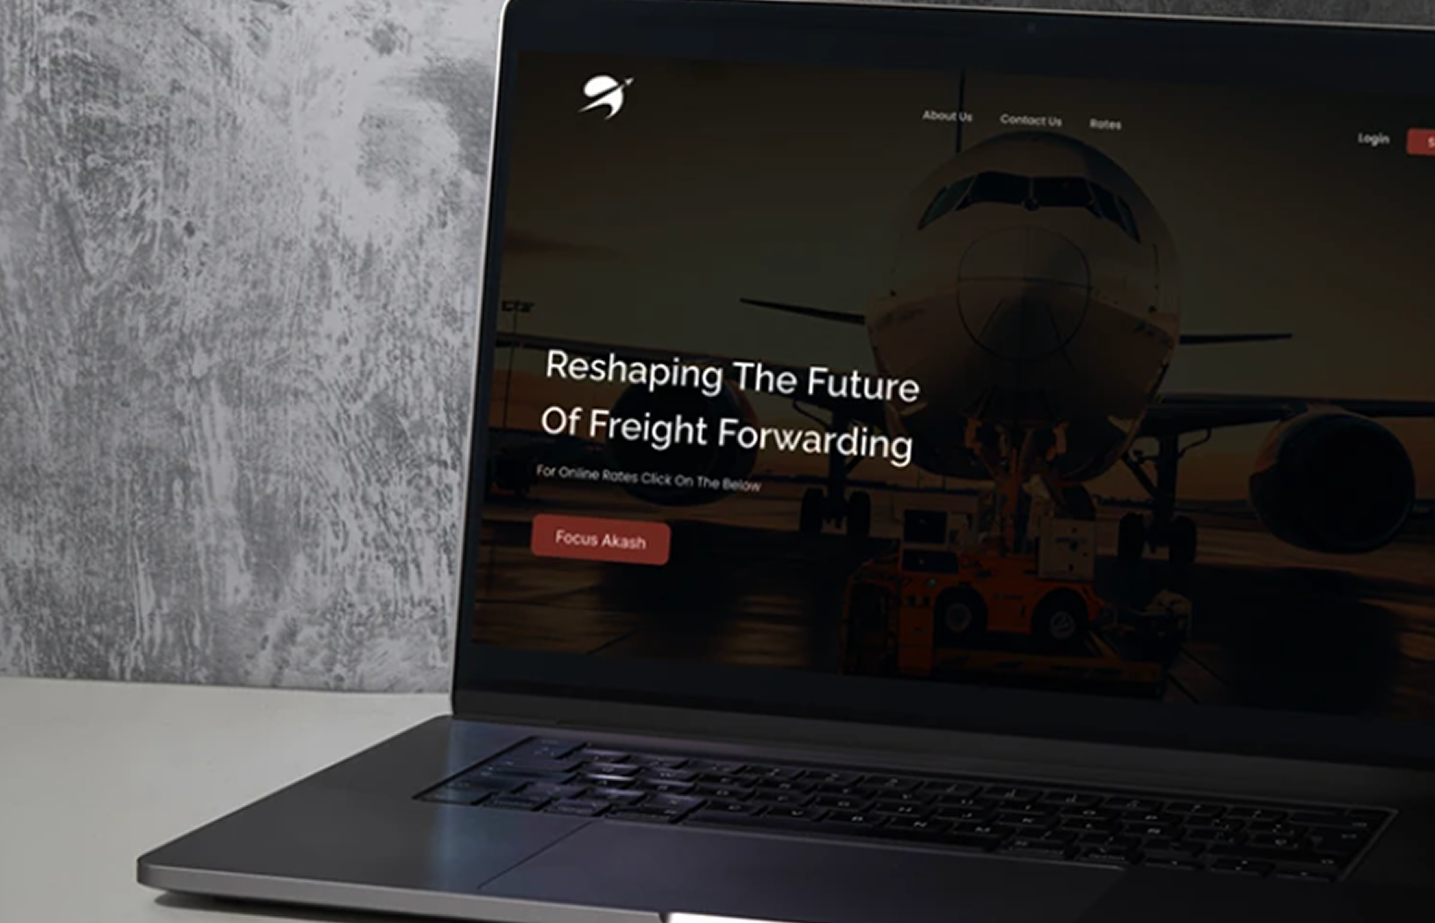 About Us Contact Us Rates
Login
Reshaping The Future
Of Freight Forwarding
For Online Rates Click On The Below
Focus Akash